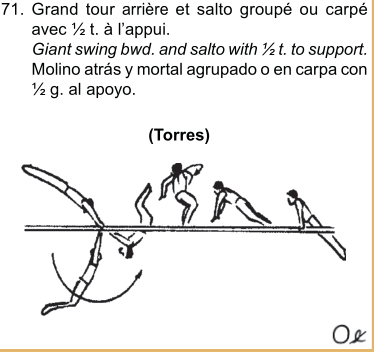 71. Grand tour arrière et salto groupé ou carpé
avec ½ t. à l'appui.
Giant swing bwd. and salto with ½ t. to support.
Molino atrás y mortal agrupado o en carpa con
½ g. al apoyo.
(Torres)